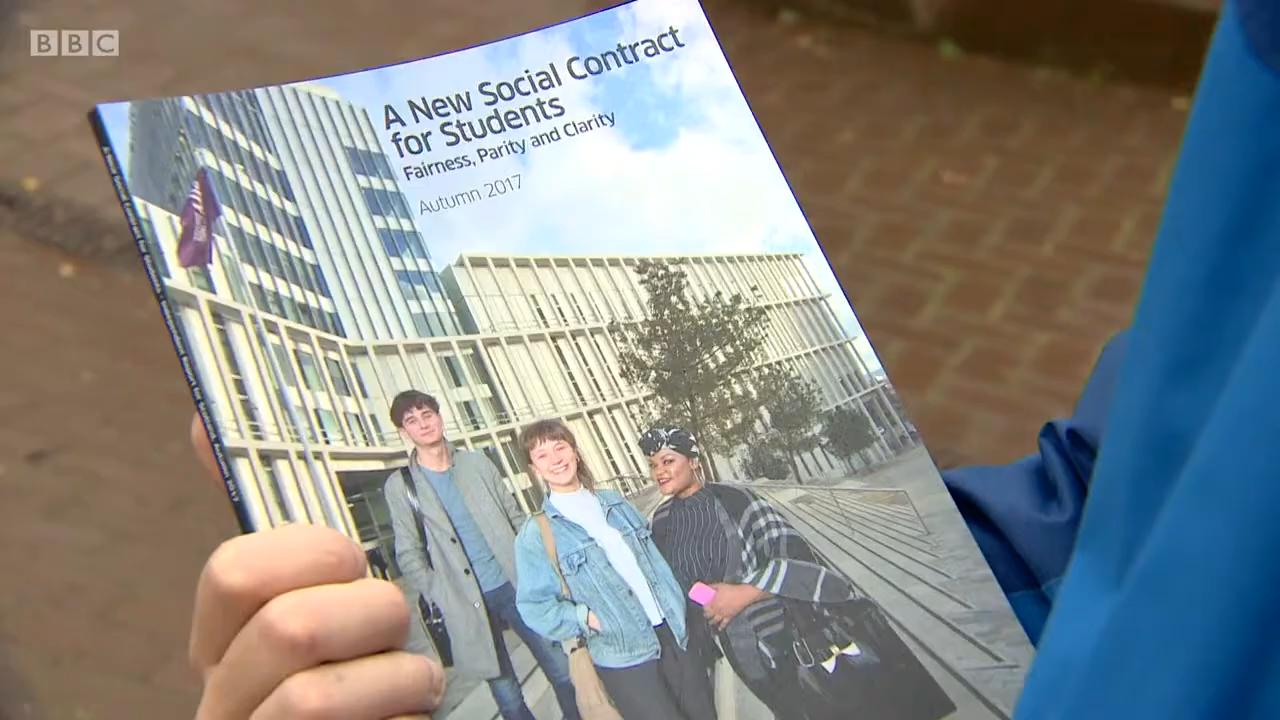 BBC
A New Social Contract
for Students
Fairness, Parity and Clarity
Autumn 2017